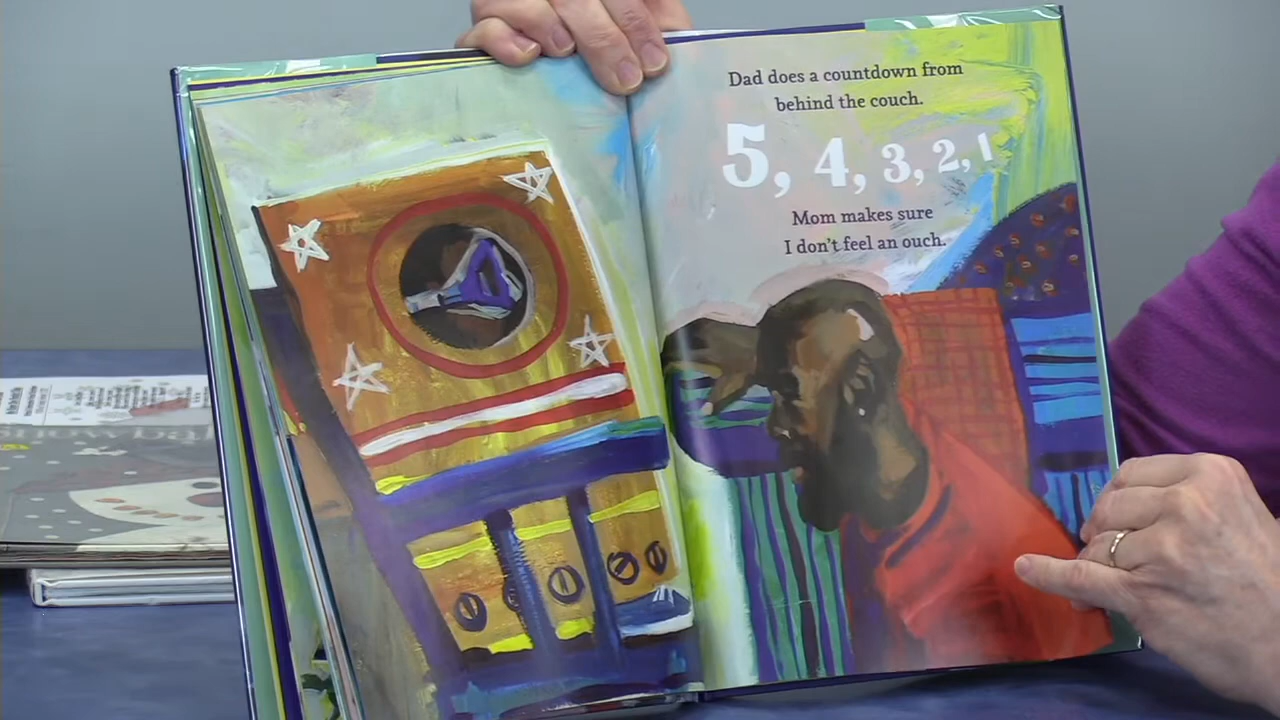 Dad does a countdown from
behind the couch.
5, 4, 3, 2, 1
Mom makes sure
I don't feel an ouch.